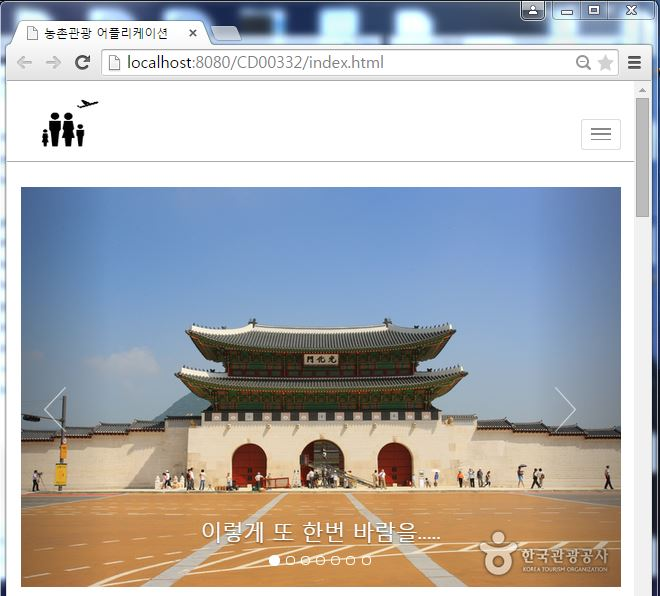 농촌관광 어플리케이션
localhost:8080/CD00332/index.html
門化光
이렇게 또 한번 바람을.....
한국관광공사
KOREA TOURISM ORGANIZATION